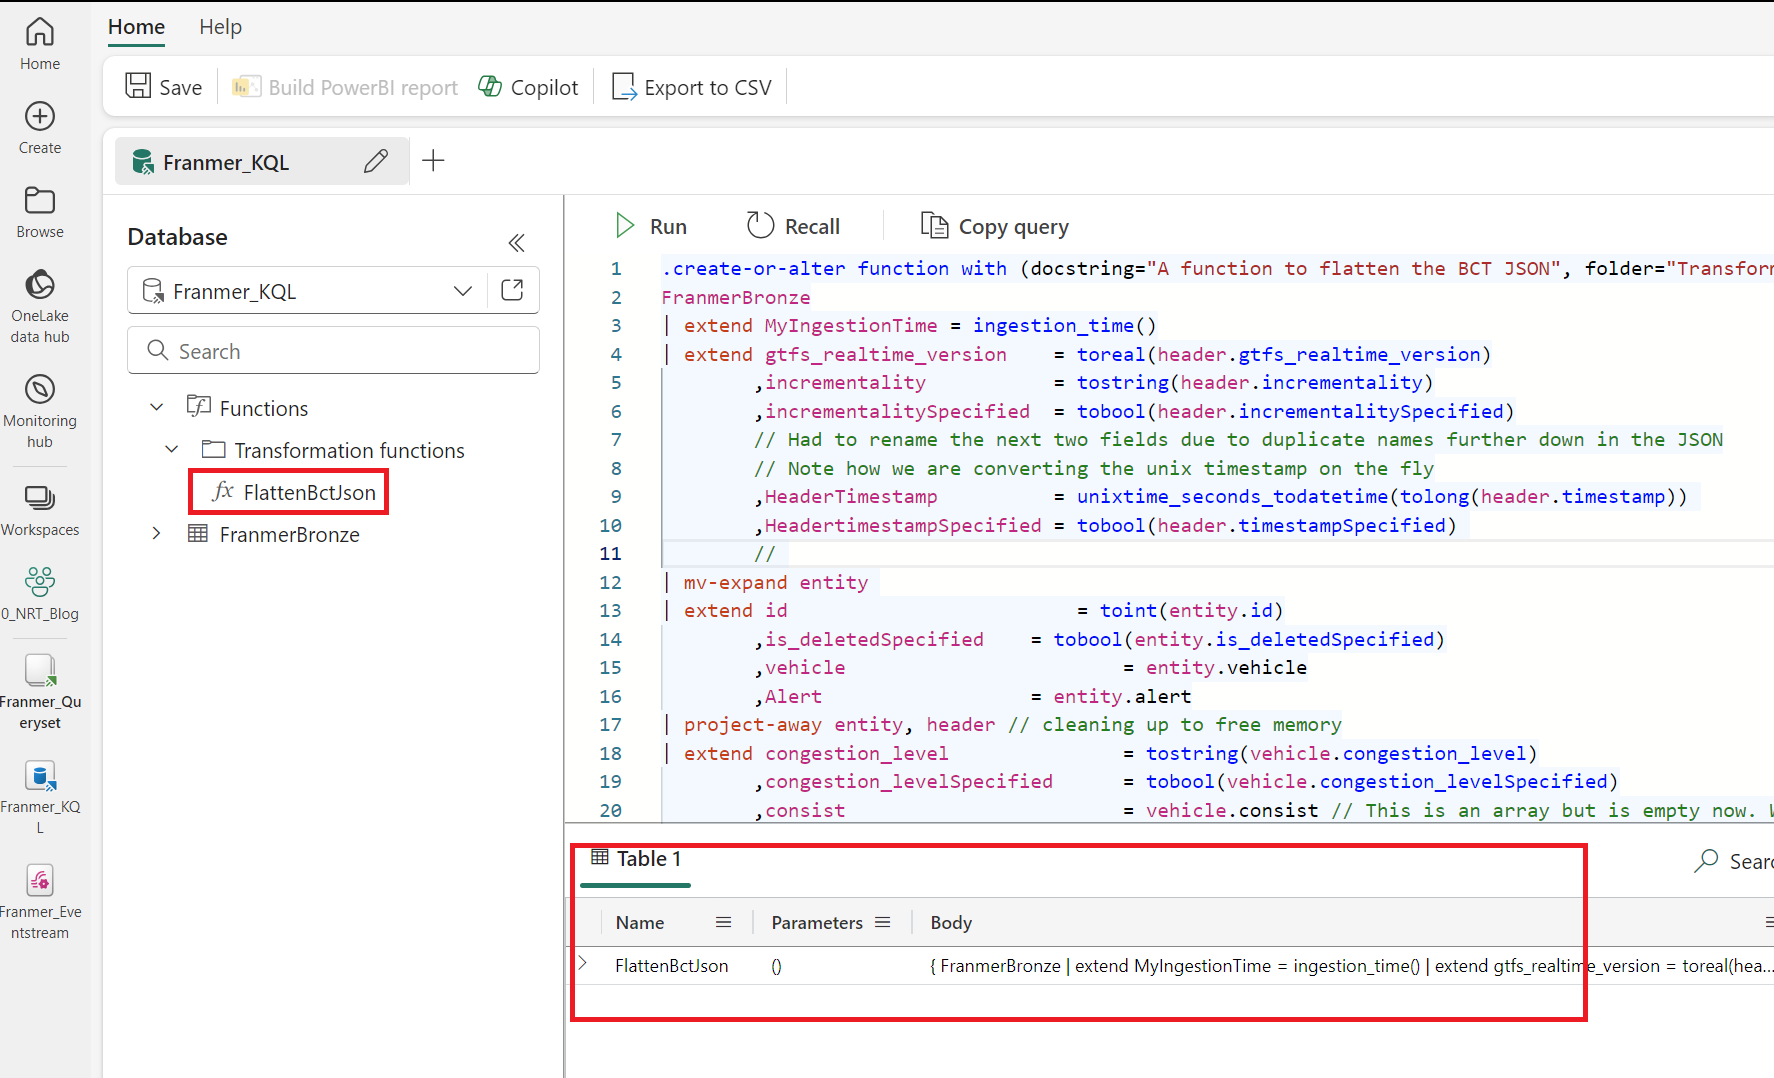 Home
Help
Home
Create
Browse
OneLake
data hub
Monitoring
hub
Workspaces
0_NRT_Blog
Franmer_Qu
eryset
Franmer_KQ
L
Franmer_Eve
ntstream
Save
Build PowerBI report
Copilot
Export to CSV
Franmer_KQL
Database
Franmer_KQL
Search
Functions
Transformation functions
fx FlattenBctJson
FranmerBronze
Run
Recall
Copy query
1 .create-or-alter function with (docstring="A function to flatten the BCT JSON", folder="Transfor
2 FranmerBronze
3 | extend MyIngestionTime = ingestion_time()
4 | extend gtfs_realtime_version = toreal(header.gtfs_realtime_version)
5 ,incrementality = tostring(header.incrementality)
6 ,incrementalitySpecified = tobool(header.incrementalitySpecified)
7 // Had to rename the next two fields due to duplicate names further down in the JSON
8 // Note how we are converting the unix timestamp on the fly
9 ,HeaderTimestamp = unixtime_seconds_todatetime(tolong(header.timestamp))
10 ,HeadertimestampSpecified = tobool(header.timestampSpecified)
11 //
12 | mv-expand entity
13 | extend id = toint(entity.id)
14 ,is_deletedSpecified = tobool(entity.is_deletedSpecified)
15 ,vehicle = entity.vehicle
16 ,Alert = entity.alert
17 | project-away entity, header // cleaning up to free memory
18 | extend congestion_level = tostring(vehicle.congestion_level)
19 ,congestion_levelSpecified = tobool(vehicle.congestion_levelSpecified)
20 ,consist = vehicle.consist // This is an array but is empty now.
Table 1
Searc
Name
Parameters
Body
FlattenBctJson
()
{ FranmerBronze | extend MyIngestionTime = ingestion_time() | extend gtfs_realtime_version = toreal(hea...